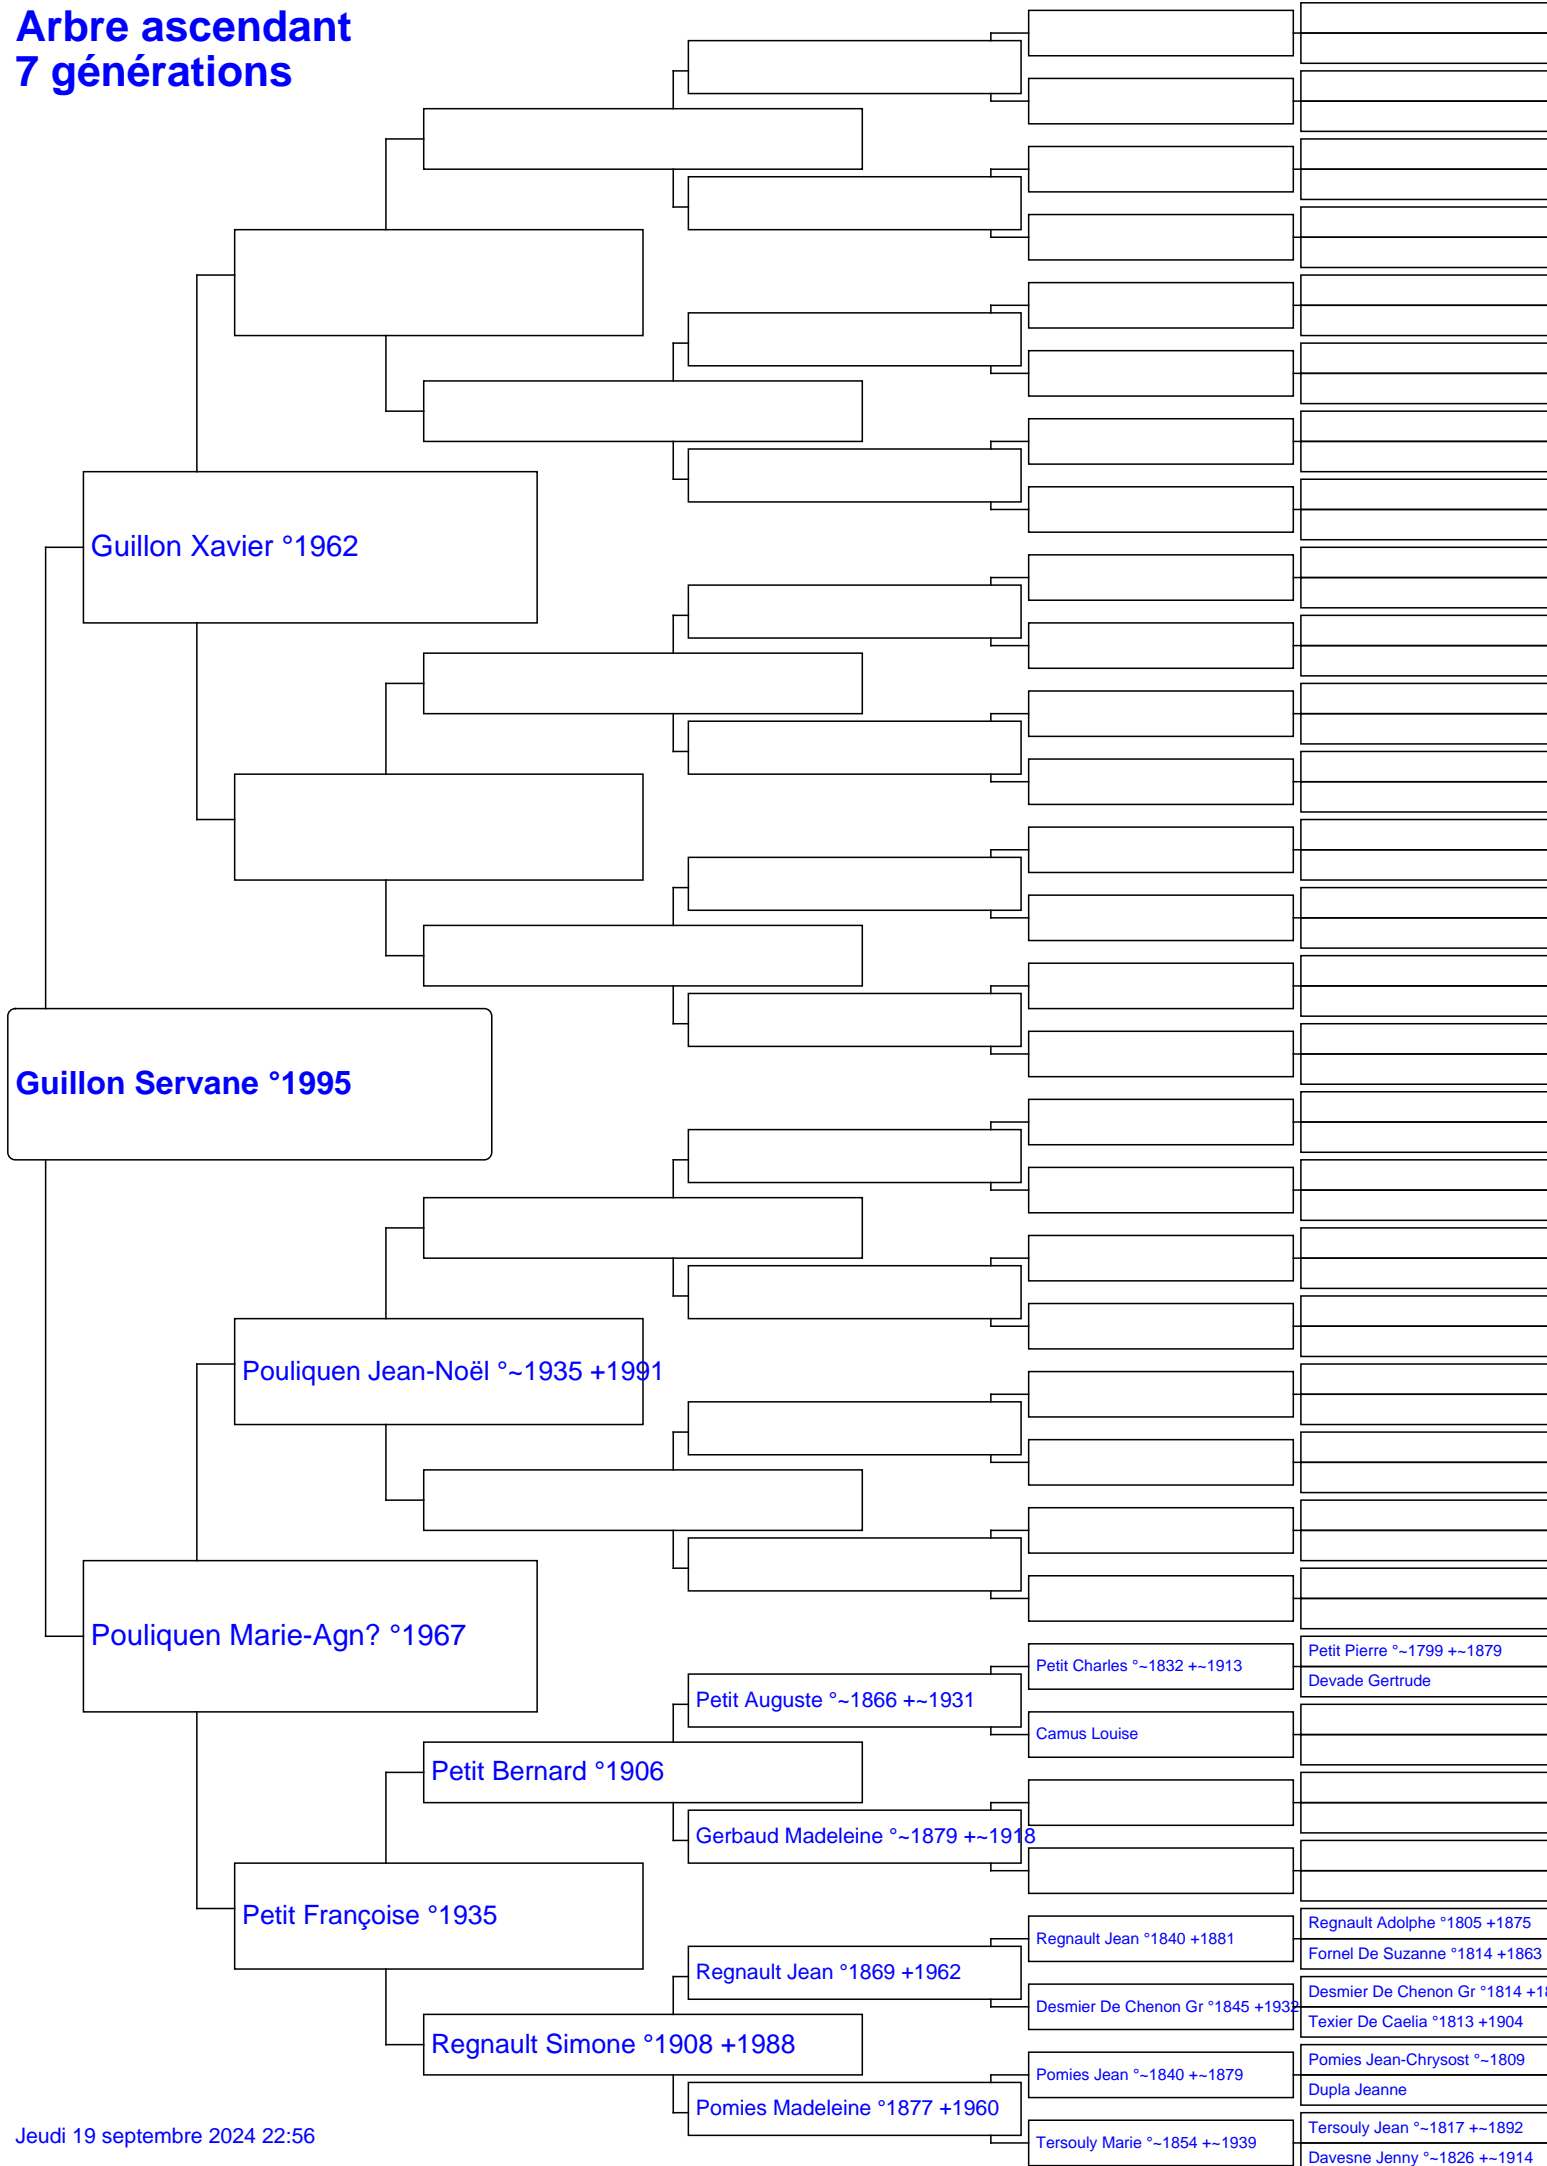 Arbre ascendant
7 générations
Guillon Xavier °1962
Guillon Servane °1995
Pouliquen Jean-Noël °~1935 +1991
Pouliquen Marie-Agn? °1967
Petit Charles °~1832 +~1913
Petit Pierre °~1799 +~1879
Devade Gertrude
Petit Auguste °~1866 +~1931
Camus Louise
Petit Bernard °1906
Gerbaud Madeleine °~1879 +~1918
Petit Françoise °1935
Regnault Jean °1840 +1881
Regnault Adolphe °1805 +1875
Fornel De Suzanne °1814 +1863
Regnault Jean °1869 +1962
Desmier De Chenon Gr °1845 +1932
Desmier De Chenon Gr °1814
Texier De Caelia °1813 +1904
Regnault Simone °1908 +1988
Pomies Jean °~1840 +~1879
Pomies Jean-Chrysost °~1809
Dupla Jeanne
Pomies Madeleine °1877 +1960
Tersouly Marie °~1854 +~1939
Tersouly Jean °~1817 +~1892
Davesne Jenny °~1826 +~1914
Jeudi 19 septembre 2024 22:56